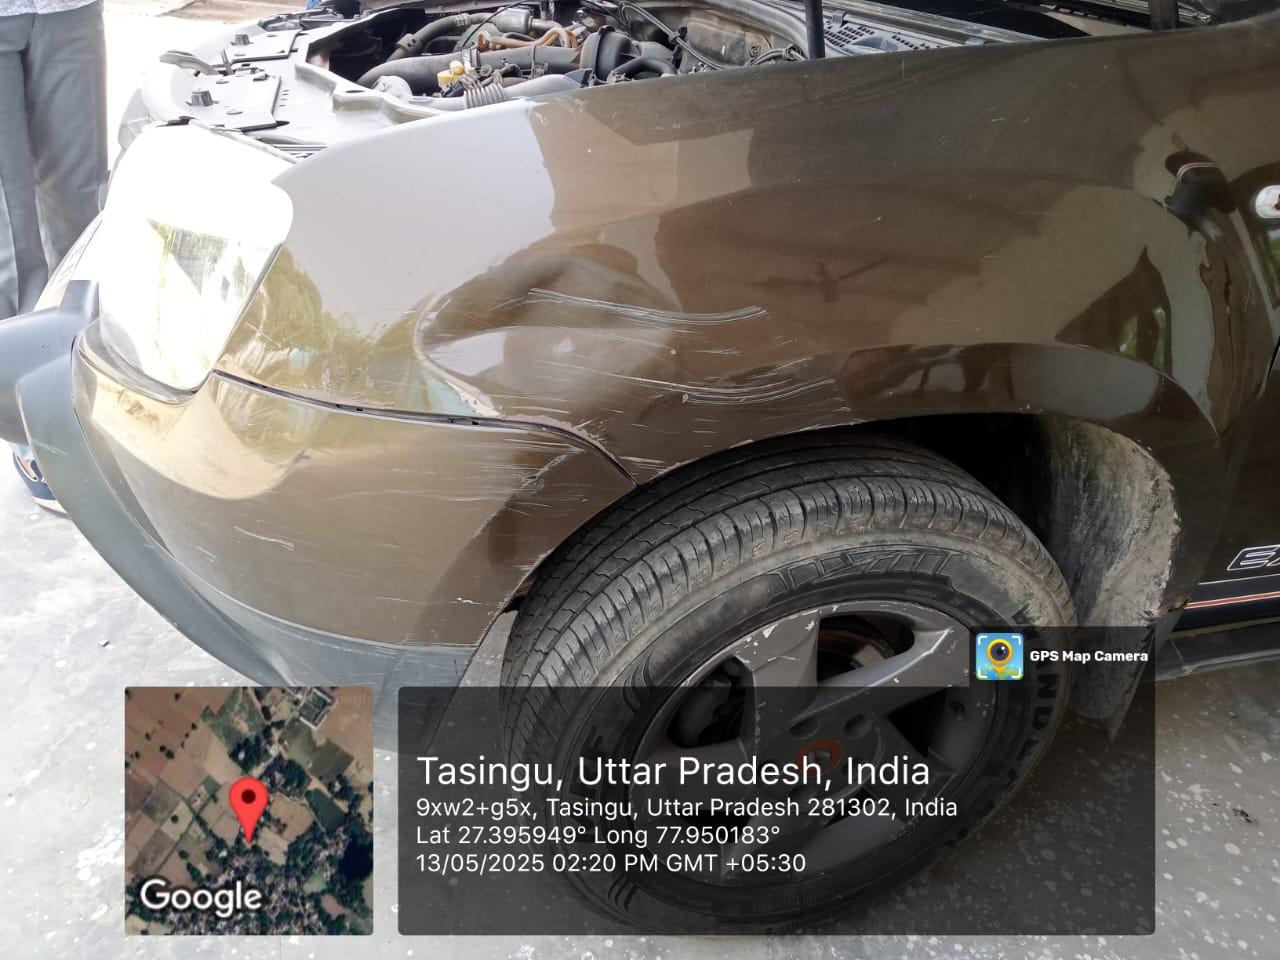 GPS Map Camera
Tasingu, Uttar Pradesh, India
9xw2+g5x, Tasingu, Uttar Pradesh 281302, India
Lat 27.395949° Long 77.950183°
13/05/2025 02:20 PM GMT +05:30
Google